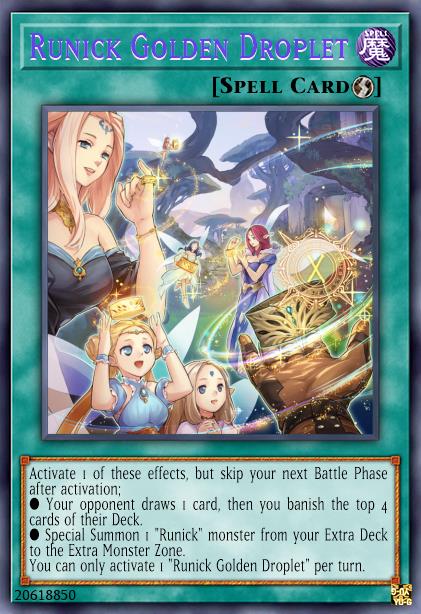 RUNICK GOLDEN DROPLET
SPELL
魔
[SPELL CARD]
Activate 1 of these effects, but skip your next Battle Phase
after activation;
● Your opponent draws 1 card, then you banish the top 4
cards of their Deck.
● Special Summon 1 "Runick" monster from your Extra Deck
to the Extra Monster Zone.
You can only activate 1 "Runick Golden Droplet" per turn.
20618850